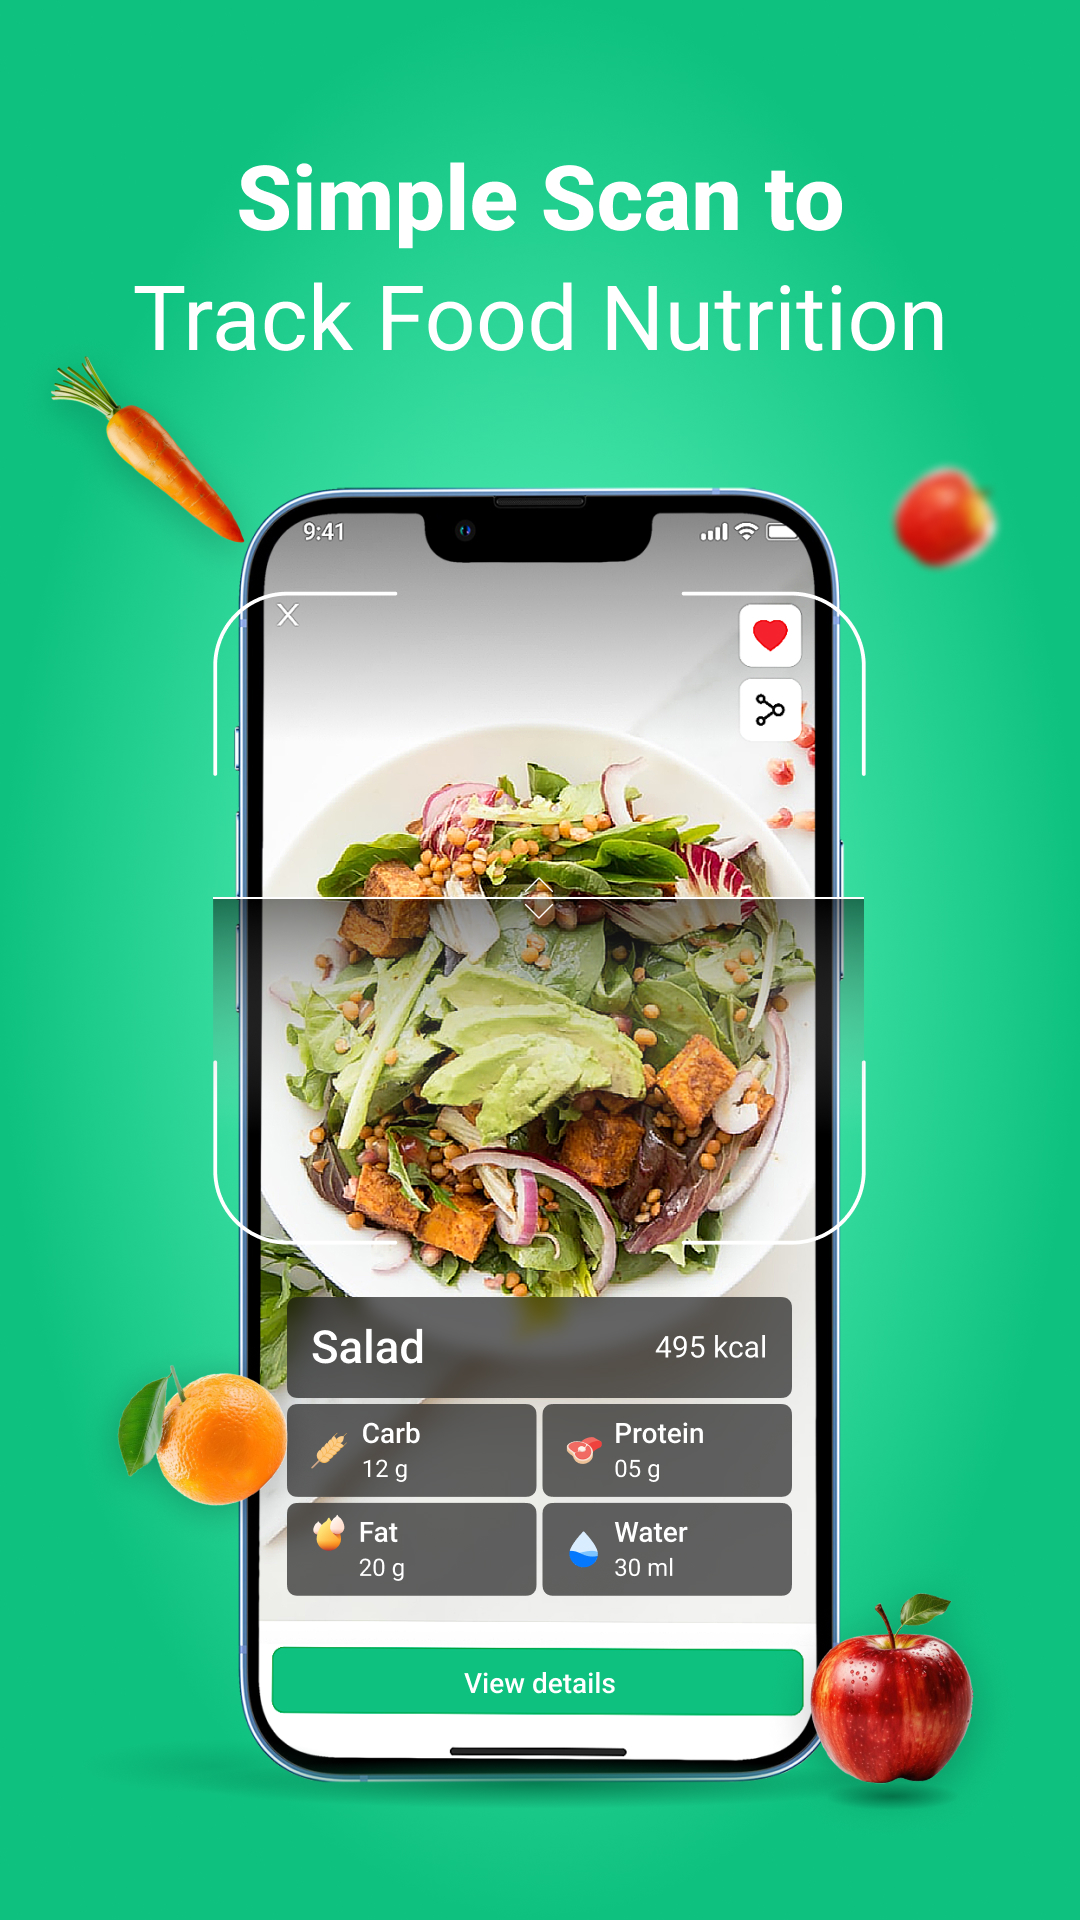 Simple Scan to
Track Food Nutrition
9:41
Salad
495 kcal
Carb
12 g
Protein
05 g
Fat
20 g
Water
30 ml
View details